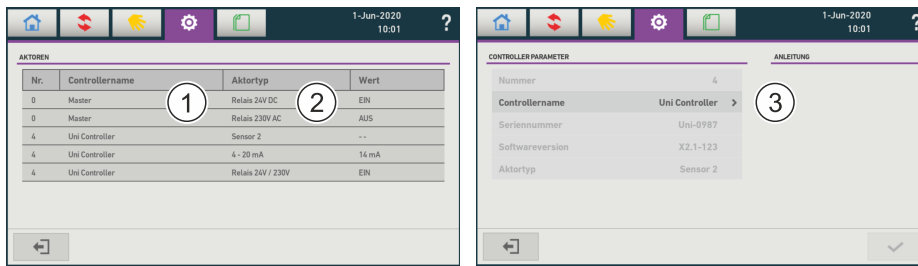 1-Jun-2020
10:01
?
AKTOREN
Nr. Controllername Aktortyp Wert
0 Master Relais 24V DC EIN
0 Master Relais 230V AC AUS
4 Uni Controller Sensor 2 --
4 Uni Controller 4 - 20 mA 14 mA
4 Uni Controller Relais 24V / 230V EIN
1
2
1-Jun-2020
10:01
?
CONTROLLER PARAMETER
ANLEITUNG
Nummer 4
Controllername Uni Controller >
Seriennummer Uni-0987
Softwareversion X2.1-123
Aktortyp Sensor 2
3